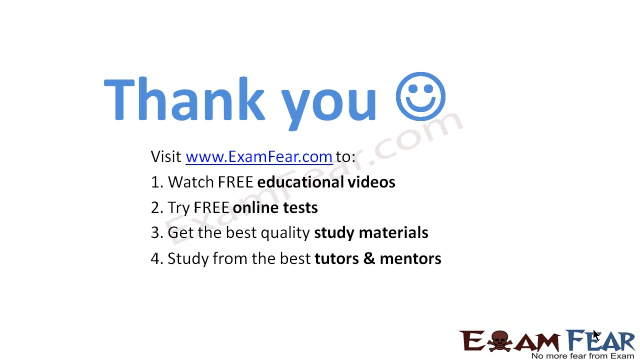 Thank you ☺
Visit www.ExamFear.com to:
1. Watch FREE educational videos
2. Try FREE online tests
3. Get the best quality study materials
4. Study from the best tutors & mentors
ExamFear.com
EXAM FEAR
No more fear from Exam